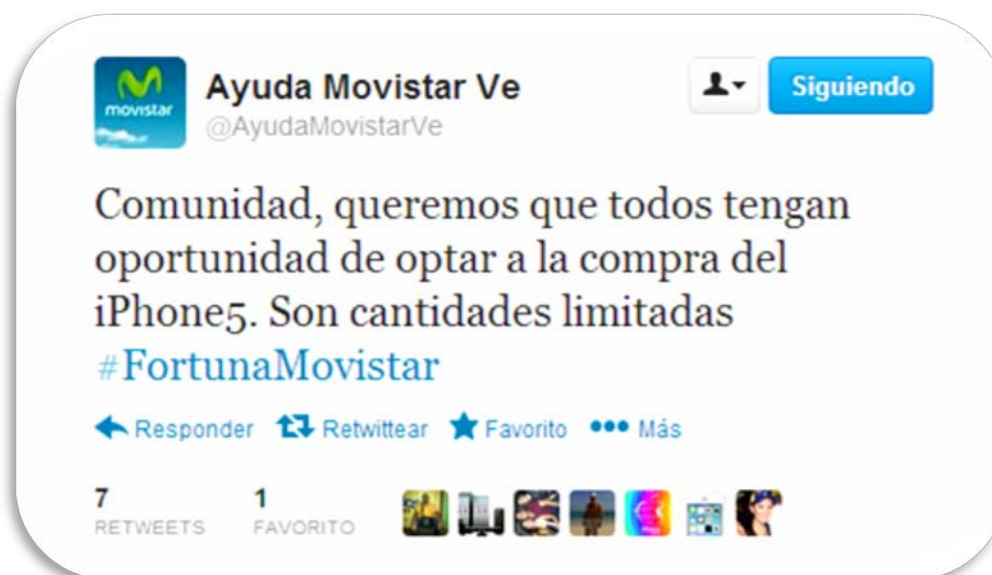 movistar
Ayuda Movistar Ve
@AyudaMovistarVe
Siguiendo
Comunidad, queremos que todos tengan
oportunidad de optar a la compra del
iPhone5. Son cantidades limitadas
#FortunaMovistar
Responder Retwittear Favorito Más
7 1
RETWEETS FAVORITO